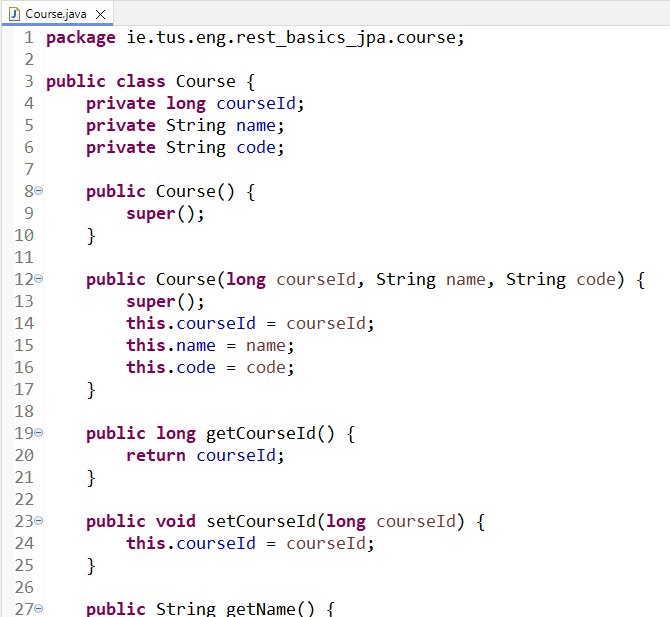 Course.java
1 package ie.tus.eng.rest_basics_jpa.course;
2
3 public class Course {
4     private long courseId;
5     private String name;
6     private String code;
7
8     public Course() {
9         super();
10     }
11
12     public Course(long courseId, String name, String code) {
13         super();
14         this.courseId = courseId;
15         this.name = name;
16         this.code = code;
17     }
18
19     public long getCourseId() {
20         return courseId;
21     }
22
23     public void setCourseId(long courseId) {
24         this.courseId = courseId;
25     }
26
27     public String getName() {